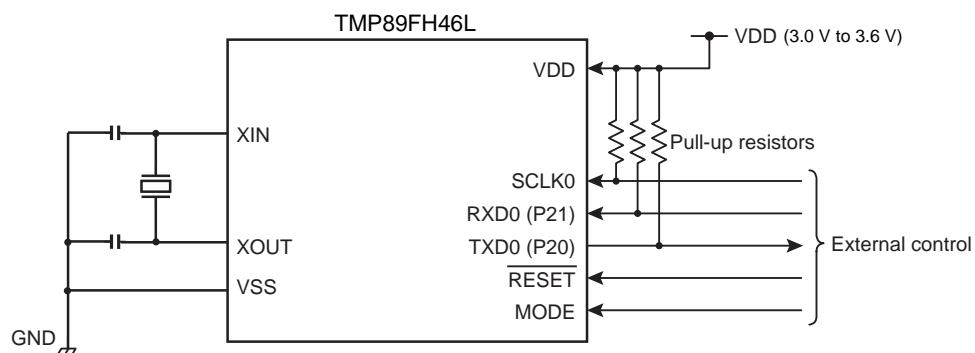 TMP89FH46L
VDD (3.0 V to 3.6 V)
VDD
XIN
Pull-up resistors
SCLK0
RXD0 (P21)
TXD0 (P20)
External control
XOUT
RESET
VSS
MODE
GND